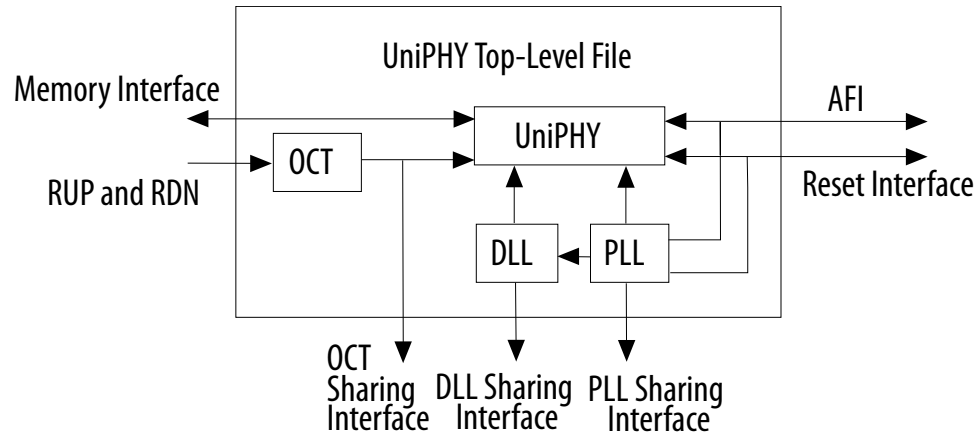 UniPHY Top-Level File
Memory Interface
AFI
UniPHY
OCT
RUP and RDN
Reset Interface
DLL
PLL
OCT
Sharing
Interface
DLL Sharing
Interface
PLL Sharing
Interface